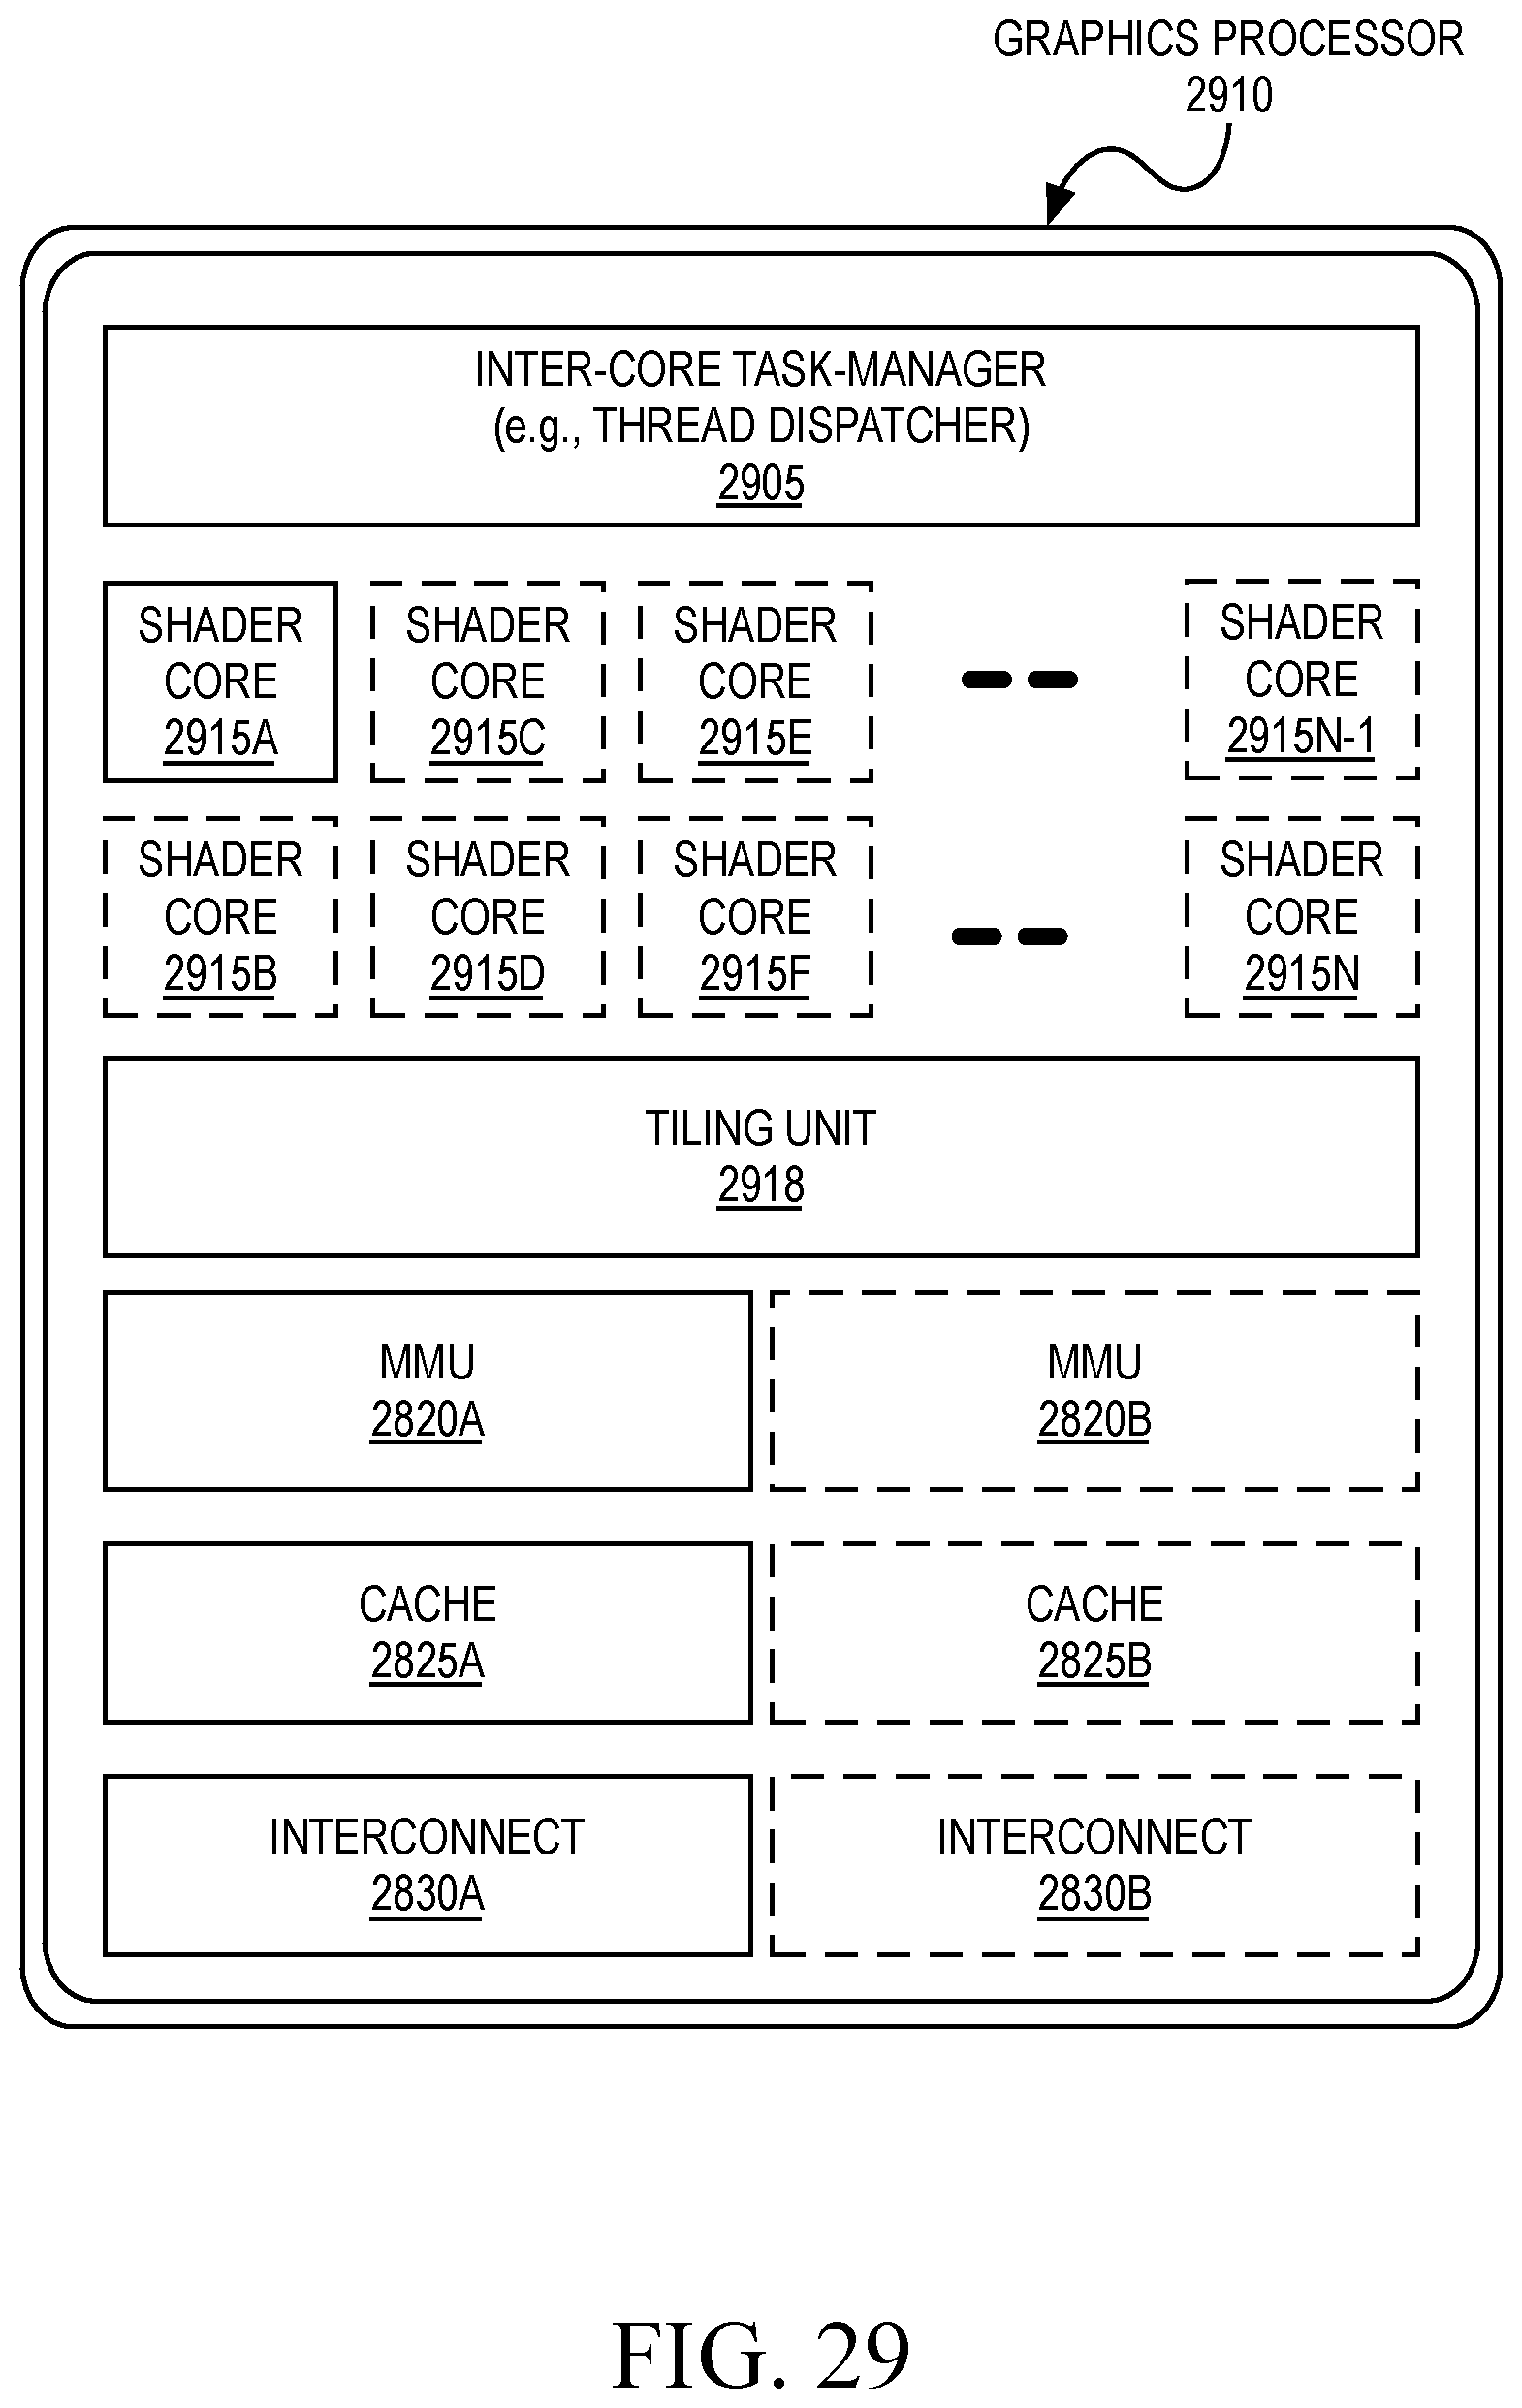 GRAPHICS PROCESSOR
2910
INTER-CORE TASK-MANAGER
(e.g., THREAD DISPATCHER)
2905
SHADER
CORE
2915A
SHADER
CORE
2915C
SHADER
CORE
2915E
SHADER
CORE
2915N-1
SHADER
CORE
2915B
SHADER
CORE
2915D
SHADER
CORE
2915F
SHADER
CORE
2915N
TILING UNIT
2918
MMU
2820A
MMU
2820B
CACHE
2825A
CACHE
2825B
INTERCONNECT
2830A
INTERCONNECT
2830B
FIG. 29